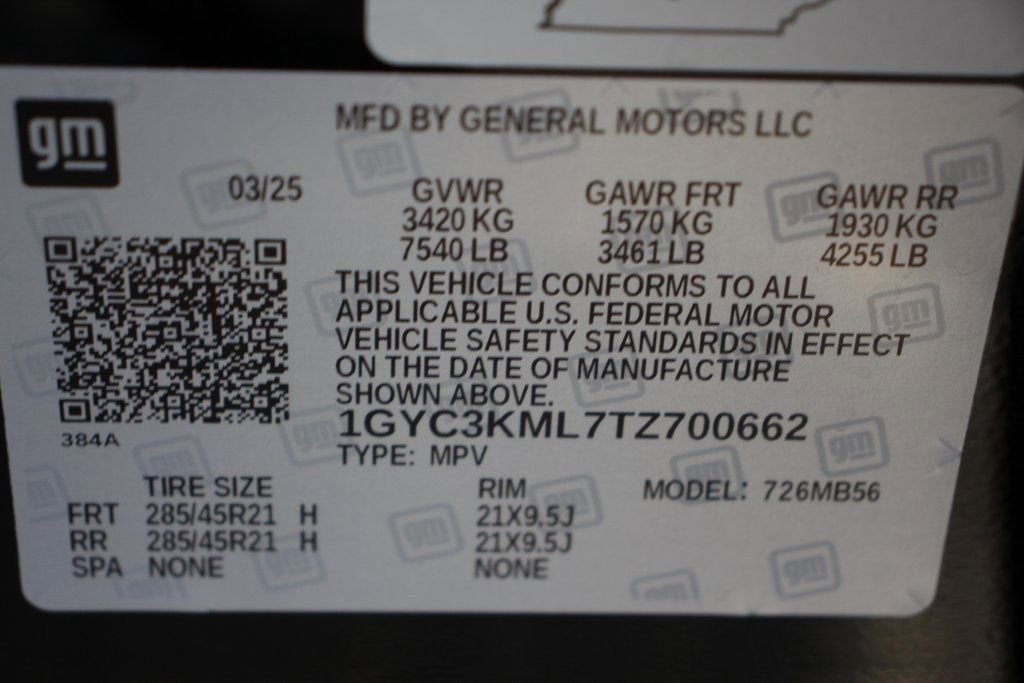 gm
MFD BY GENERAL MOTORS LLC
03/25 GVWR GAWR FRT GAWR RR
3420 KG 1570 KG 1930 KG
7540 LB 3461 LB 4255 LB
THIS VEHICLE CONFORMS TO ALL
APPLICABLE U.S. FEDERAL MOTOR
VEHICLE SAFETY STANDARDS IN EFFECT
ON THE DATE OF MANUFACTURE
SHOWN ABOVE.
384A
1GYC3KML7TZ700662
TYPE: MPV
TIRE SIZE RIM MODEL: 726MB56
FRT 285/45R21 H 21X9.5J
RR 285/45R21 H 21X9.5J
SPA NONE NONE